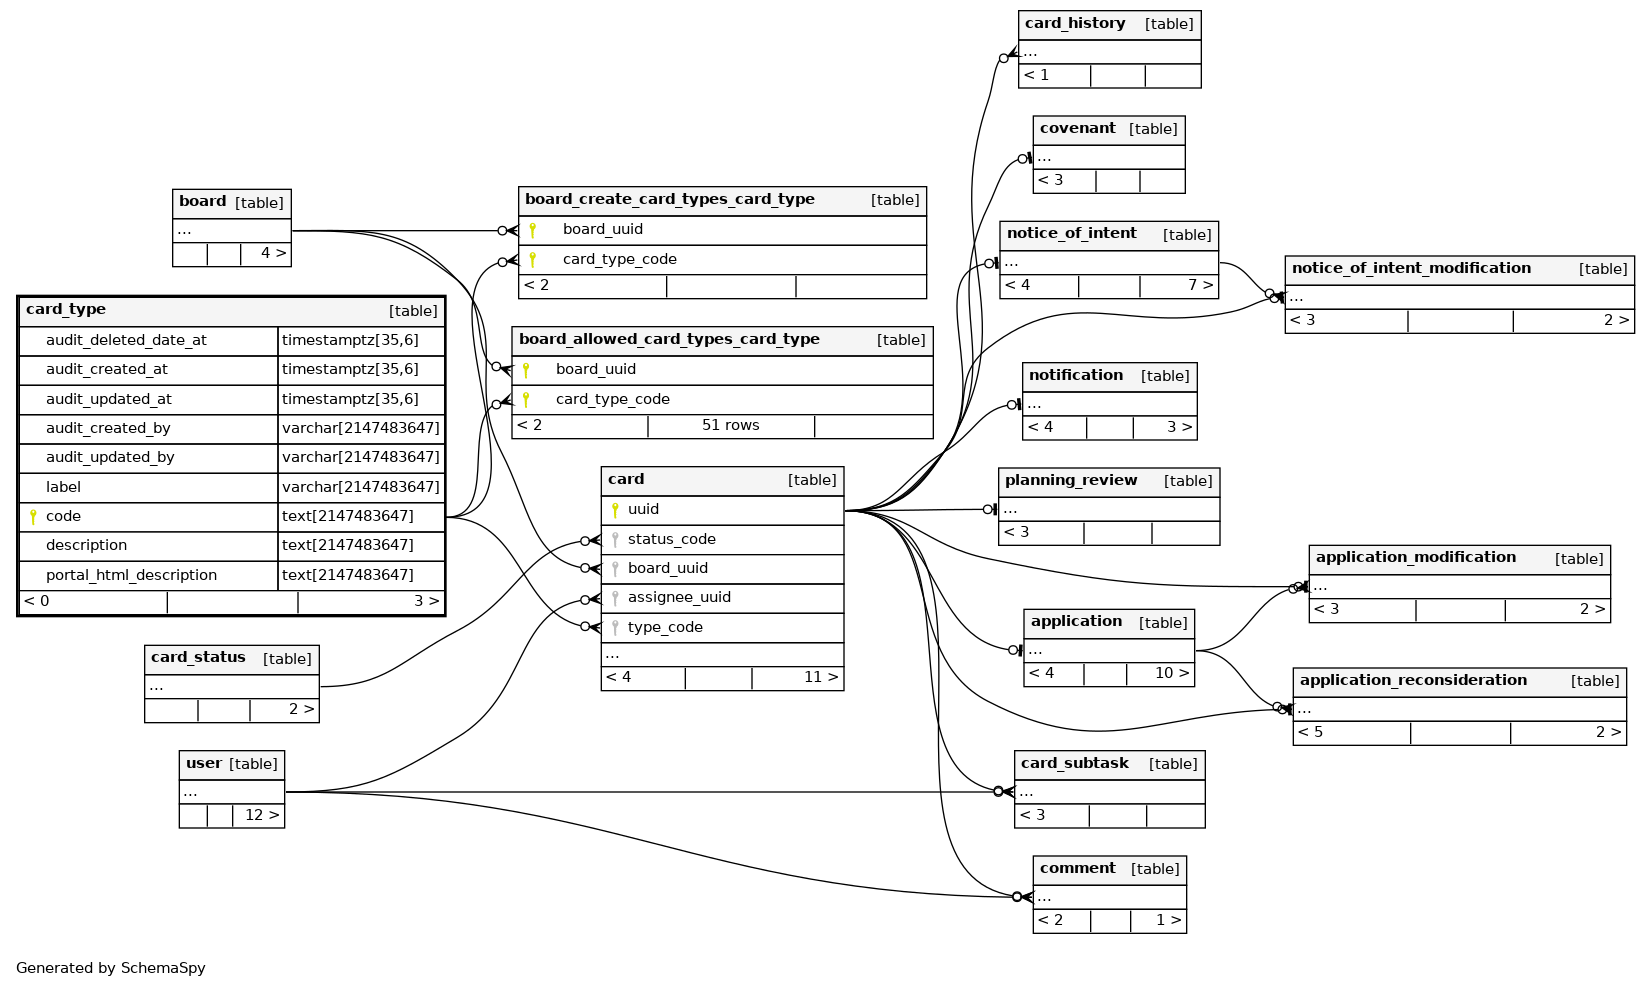 card_history [table]
...
< 1
covenant [table]
...
< 3
board [table]
...
4 >
board_create_card_types_card_type [table]
board_uuid
card_type_code
< 2
notice_of_intent [table]
...
< 4 7 >
notice_of_intent_modification [table]
...
< 3 2 >
card_type [table]
audit_deleted_date_at timestamptz[35,6]
audit_created_at timestamptz[35,6]
audit_updated_at timestamptz[35,6]
audit_created_by varchar[2147483647]
audit_updated_by varchar[2147483647]
label varchar[2147483647]
code text[2147483647]
description text[2147483647]
portal_html_description text[2147483647]
< 0 3 >
board_allowed_card_types_card_type [table]
board_uuid
card_type_code
< 2 51 rows
notification [table]
...
< 4 3 >
card [table]
uuid
status_code
board_uuid
assignee_uuid
type_code
...
< 4 11 >
planning_review [table]
...
< 3
application_modification [table]
...
< 3 2 >
application [table]
...
< 4 10 >
card_status [table]
...
2 >
application_reconsideration [table]
...
< 5 2 >
user [table]
...
12 >
card_subtask [table]
...
< 3
comment [table]
...
< 2 1 >
Generated by SchemaSpy